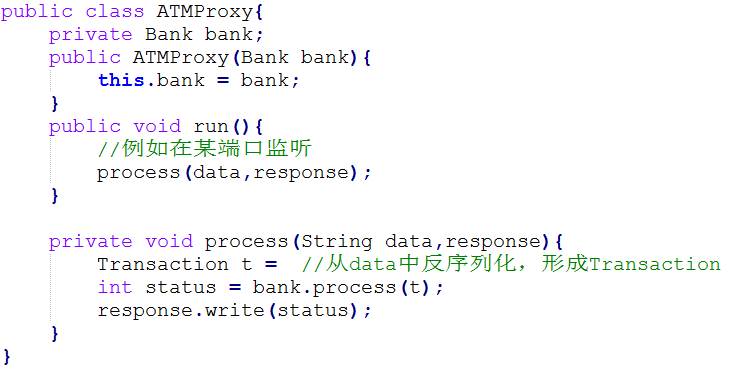 public class ATMProxy{
    private Bank bank;
    public ATMProxy(Bank bank){
        this.bank = bank;
    }
    public void run(){
        //例如在某端口监听
        process(data,response);
    }

    private void process(String data,response){
        Transaction t =  //从data中反序列化，形成Transaction
        int status = bank.process(t);
        response.write(status);
    }
}